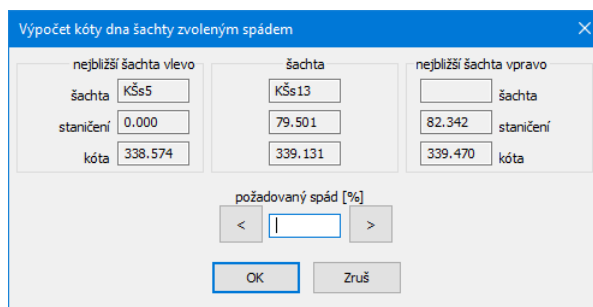 Výpočet kóty dna šachty zvoleným spádem
nejbližší šachta vlevo šachta nejbližší šachta vpravo
šachta KŠs5 KŠs13 šachta
staničení 0.000 79.501 82.342 staničení
kóta 338.574 339.131 339.470 kóta
požadovaný spád [%]
< >
OK Zruš